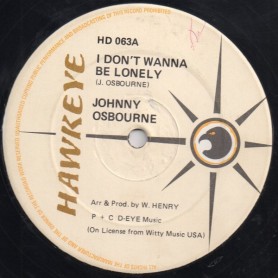 HD 063A
I DON'T WANNA
BE LONELY
(J. OSBOURNE)
JOHNNY
OSBOURNE
HAWKEYE
Arr & Prod. by W. HENRY
P + C D-EYE Music
(On License from Witty Music USA)